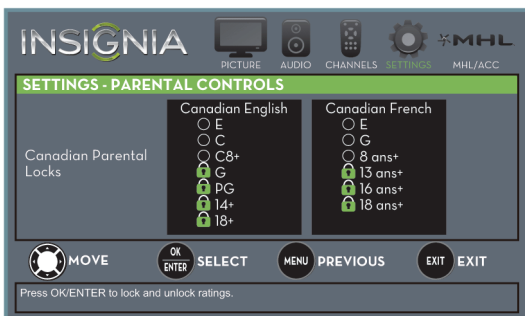 INSIGNIA
PICTURE AUDIO CHANNELS SETTINGS MHL MHL/ACC
SETTINGS - PARENTAL CONTROLS
Canadian Parental Locks
Canadian English
E
C
C8+
G
PG
14+
18+
Canadian French
E
G
8 ans+
13 ans+
16 ans+
18 ans+
MOVE OK ENTER SELECT MENU PREVIOUS EXIT EXIT
Press OK/ENTER to lock and unlock ratings.